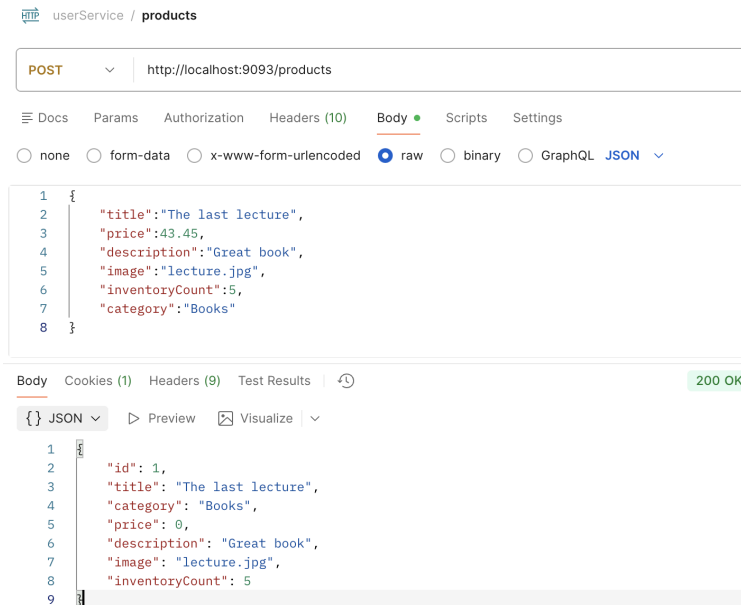 HTTP userService / products
POST http://localhost:9093/products
Docs Params Authorization Headers (10) Body Scripts Settings
none form-data x-www-form-urlencoded raw binary GraphQL JSON
1 {
2 "title":"The last lecture",
3 "price":43.45,
4 "description":"Great book",
5 "image":"lecture.jpg",
6 "inventoryCount":5,
7 "category":"Books"
8 }
Body Cookies (1) Headers (9) Test Results 200 OK
{} JSON Preview Visualize
1 {
2 "id": 1,
3 "title": "The last lecture",
4 "category": "Books",
5 "price": 0,
6 "description": "Great book",
7 "image": "lecture.jpg",
8 "inventoryCount": 5
9 }